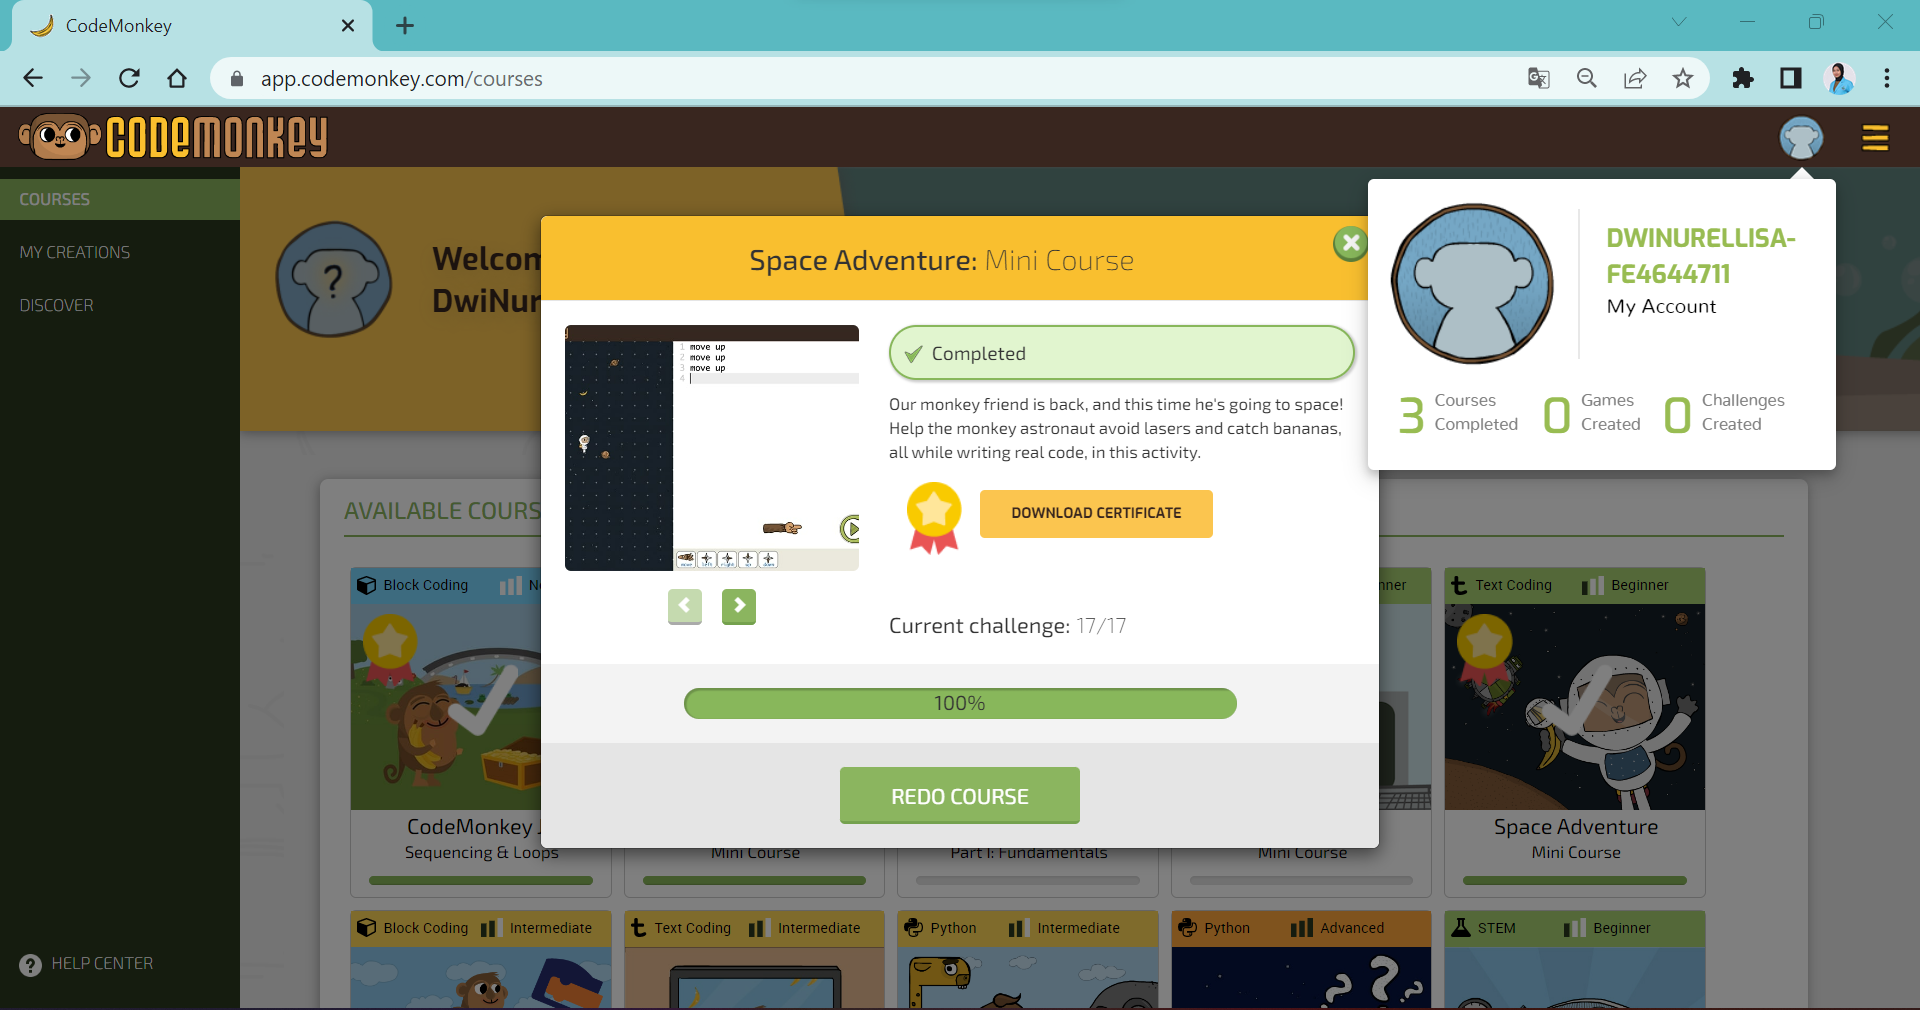 CodeMonkey
app.codemonkey.com/courses
CODEMONKEY
COURSES
MY CREATIONS
DISCOVER
HELP CENTER
DWINURELLISA-
FE4644711
My Account
3 Courses Completed
0 Games Created
0 Challenges Created
Space Adventure: Mini Course
1 move up
2 move up
3 move up
4
move left right up down
Completed
Our monkey friend is back, and this time he's going to space!
Help the monkey astronaut avoid lasers and catch bananas,
all while writing real code, in this activity.
DOWNLOAD CERTIFICATE
Current challenge: 17/17
100%
REDO COURSE
AVAILABLE COURS
Block Coding
Text Coding Beginner
CodeMonkey J
Sequencing & Loops
Mini Course
Part I: Fundamentals
Mini Course
Space Adventure
Mini Course
Block Coding Intermediate
Text Coding Intermediate
Python Intermediate
Python Advanced
STEM Beginner